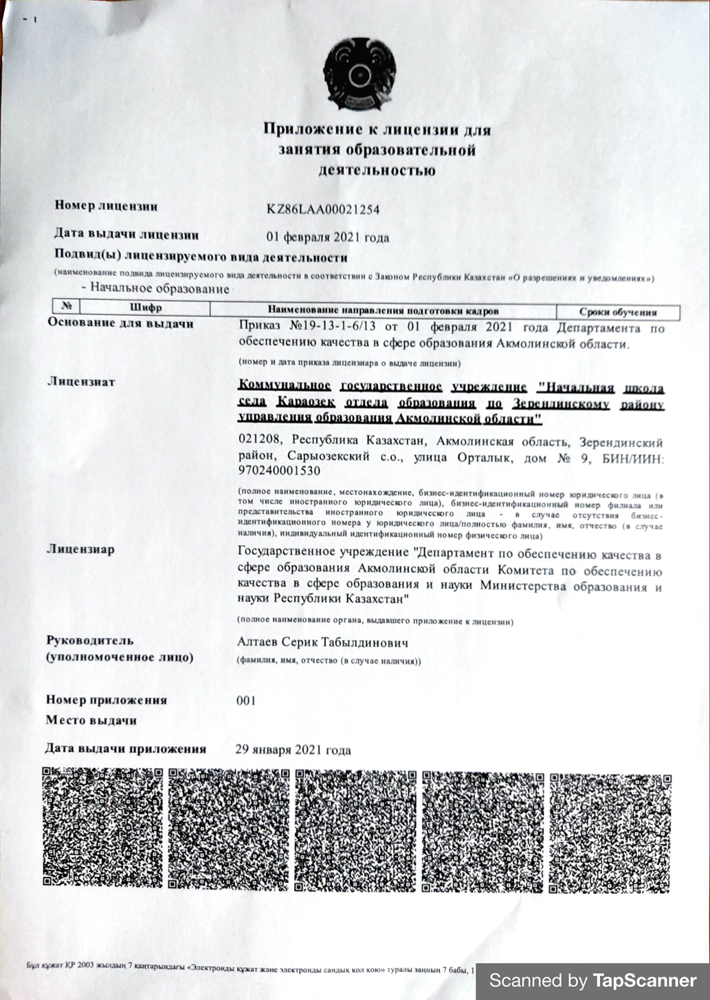 Приложение к лицензии для
занятия образовательной
деятельностью
Номер лицензии KZ86LAA00021254
Дата выдачи лицензии 01 февраля 2021 года
Подвид(ы) лицензируемого вида деятельности
(наименование подвида лицензируемого вида деятельности в соответствии с Законом Республики Казахстан «О разрешениях и уведомлениях»)
- Начальное образование
№ Шифр Наименование направления подготовки кадров Сроки обучения
Основание для выдачи Приказ №19-13-1-6/13 от 01 февраля 2021 года Департамента по
обеспечению качества в сфере образования Акмолинской области.
(номер и дата приказа лицензиара о выдаче лицензии)
Лицензиат Коммунальное государственное учреждение "Начальная школа
села Караозек отдела образования по Зерендинскому району
управления образования Акмолинской области"
021208, Республика Казахстан, Акмолинская область, Зерендинский
район, Сарыозекский с.о., улица Орталык, дом № 9, БИН/ИИН:
970240001530
(полное наименование, местонахождение, бизнес-идентификационный номер юридического лица (в
том числе иностранного юридического лица), бизнес-идентификационный номер филиала или
представительства иностранного юридического лица - в случае отсутствия бизнес-
идентификационного номера у юридического лица/полностью фамилия, имя, отчество (в случае
наличия), индивидуальный идентификационный номер физического лица)
Лицензиар Государственное учреждение "Департамент по обеспечению качества в
сфере образования Акмолинской области Комитета по обеспечению
качества в сфере образования и науки Министерства образования и
науки Республики Казахстан"
(полное наименование органа, выдавшего приложение к лицензии)
Руководитель Алтаев Серик Табылдинович
(уполномоченное лицо) (фамилия, имя, отчество (в случае наличия))
Номер приложения 001
Место выдачи
Дата выдачи приложения 29 января 2021 года
Бұл құжат ҚР 2003 жылдың 7 қаңтарындағы «Электронды құжат және электронды сандық қол қою» туралы заңның 7 бабы, 1
Scanned by TapScanner